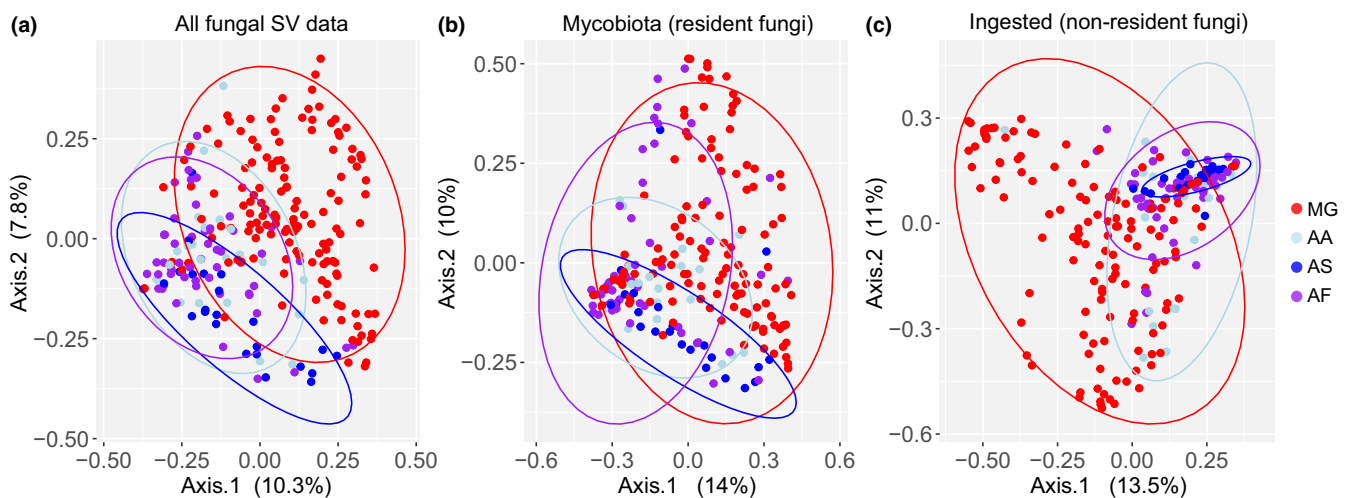 (a) All fungal SV data
0.25
0.00
−0.25
−0.50
Axis.2 (7.8%)
−0.50 −0.25 0.00 0.25 0.50
Axis.1 (10.3%)
(b) Mycobiota (resident fungi)
0.50
0.25
0.00
−0.25
Axis.2 (10%)
−0.6 −0.3 0.0 0.3 0.6
Axis.1 (14%)
(c) Ingested (non-resident fungi)
0.3
0.0
−0.3
−0.6
Axis.2 (11%)
−0.50 −0.25 0.00 0.25
Axis.1 (13.5%)
MG
AA
AS
AF